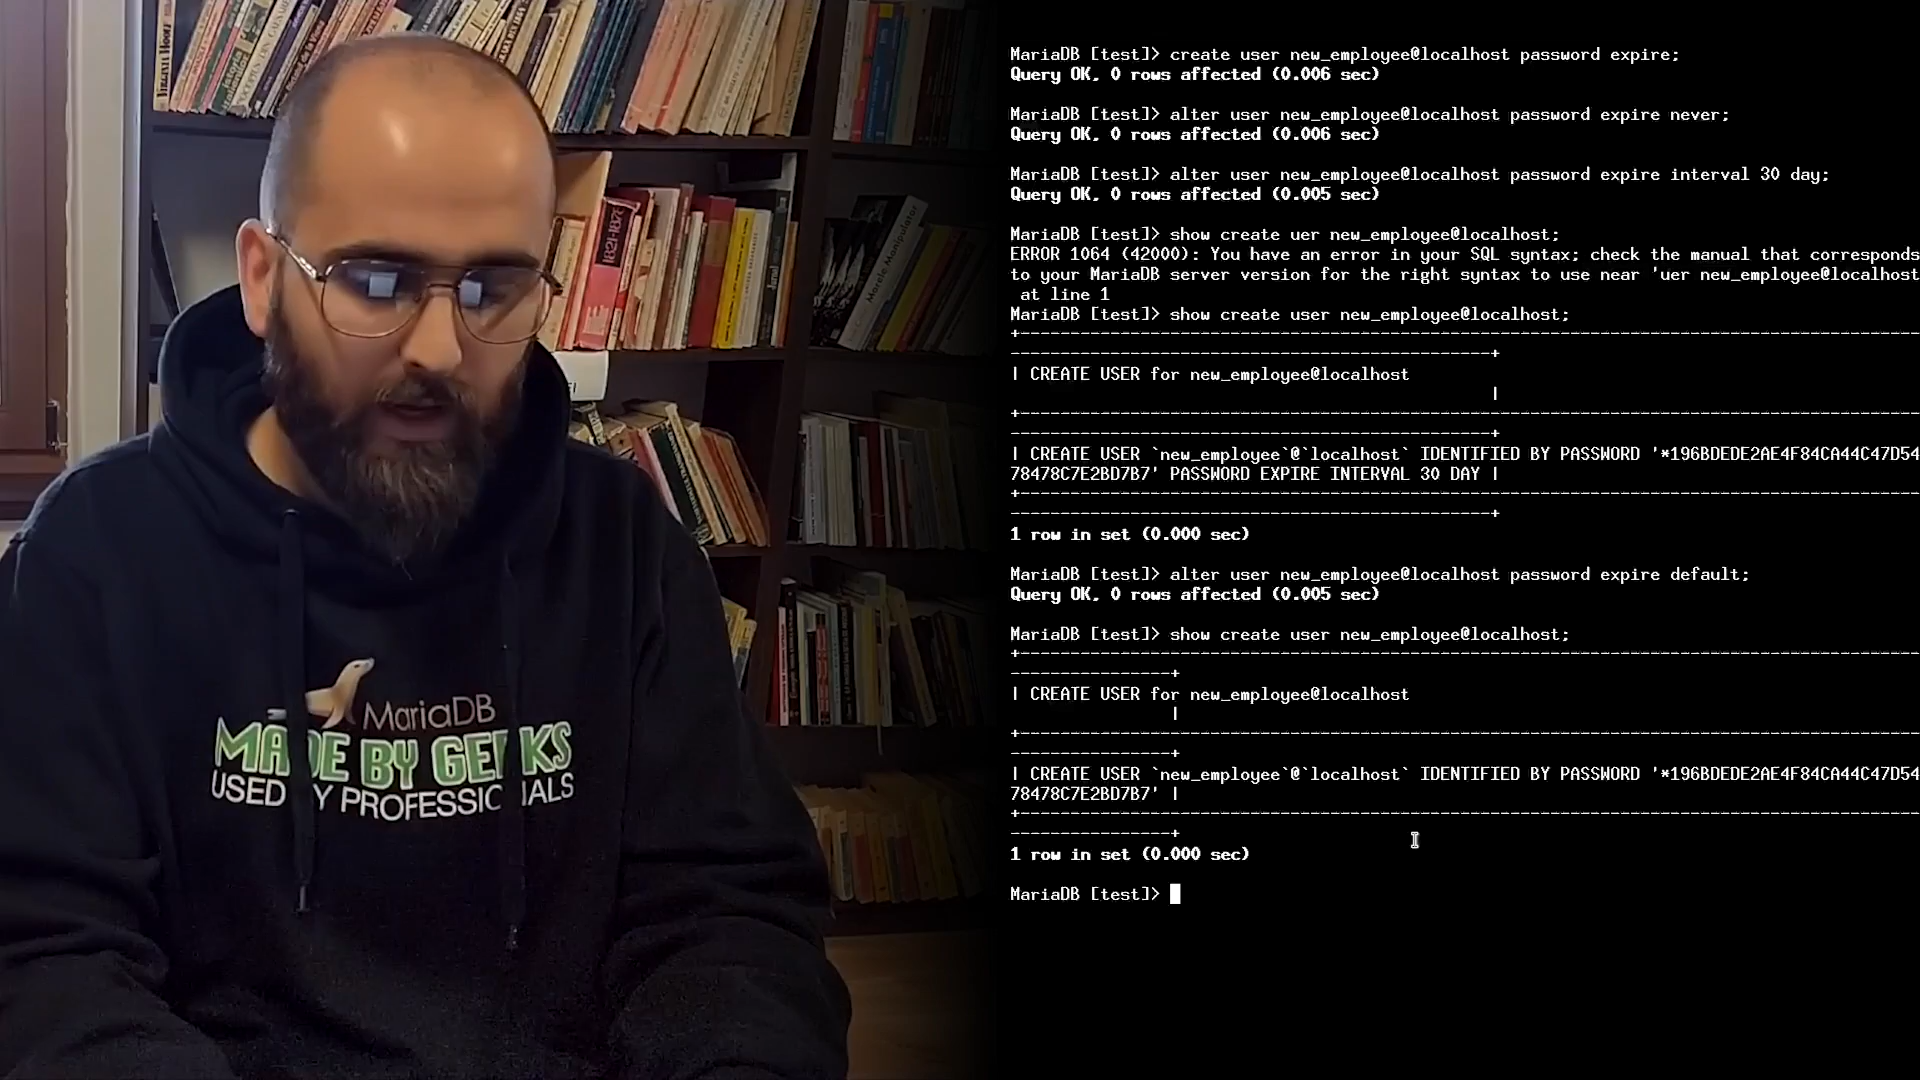 VIRGINIA WOOLF
1821-1878
Marele Manipulator
MariaDB
MADE BY GEEKS
USED BY PROFESSIONALS
MariaDB [test]> create user new_employee@localhost password expire;
Query OK, 0 rows affected (0.006 sec)
MariaDB [test]> alter user new_employee@localhost password expire never;
Query OK, 0 rows affected (0.006 sec)
MariaDB [test]> alter user new_employee@localhost password expire interval 30 day;
Query OK, 0 rows affected (0.005 sec)
MariaDB [test]> show create uer new_employee@localhost;
ERROR 1064 (42000): You have an error in your SQL syntax; check the manual that corresponds
to your MariaDB server version for the right syntax to use near 'uer new_employee@localhost
at line 1
MariaDB [test]> show create user new_employee@localhost;
+-------------------------------------------------------------------------------------------
------------------------------------------------+
| CREATE USER for new_employee@localhost
|
+-------------------------------------------------------------------------------------------
------------------------------------------------+
| CREATE USER `new_employee`@`localhost` IDENTIFIED BY PASSWORD '*196BDEDE2AE4F84CA44C47D54
78478C7E2BD7B7' PASSWORD EXPIRE INTERVAL 30 DAY |
+-------------------------------------------------------------------------------------------
------------------------------------------------+
1 row in set (0.000 sec)
MariaDB [test]> alter user new_employee@localhost password expire default;
Query OK, 0 rows affected (0.005 sec)
MariaDB [test]> show create user new_employee@localhost;
+-------------------------------------------------------------------------------------------
----------------+
| CREATE USER for new_employee@localhost
|
+-------------------------------------------------------------------------------------------
----------------+
| CREATE USER `new_employee`@`localhost` IDENTIFIED BY PASSWORD '*196BDEDE2AE4F84CA44C47D54
78478C7E2BD7B7' |
+-------------------------------------------------------------------------------------------
----------------+
1 row in set (0.000 sec)
MariaDB [test]>